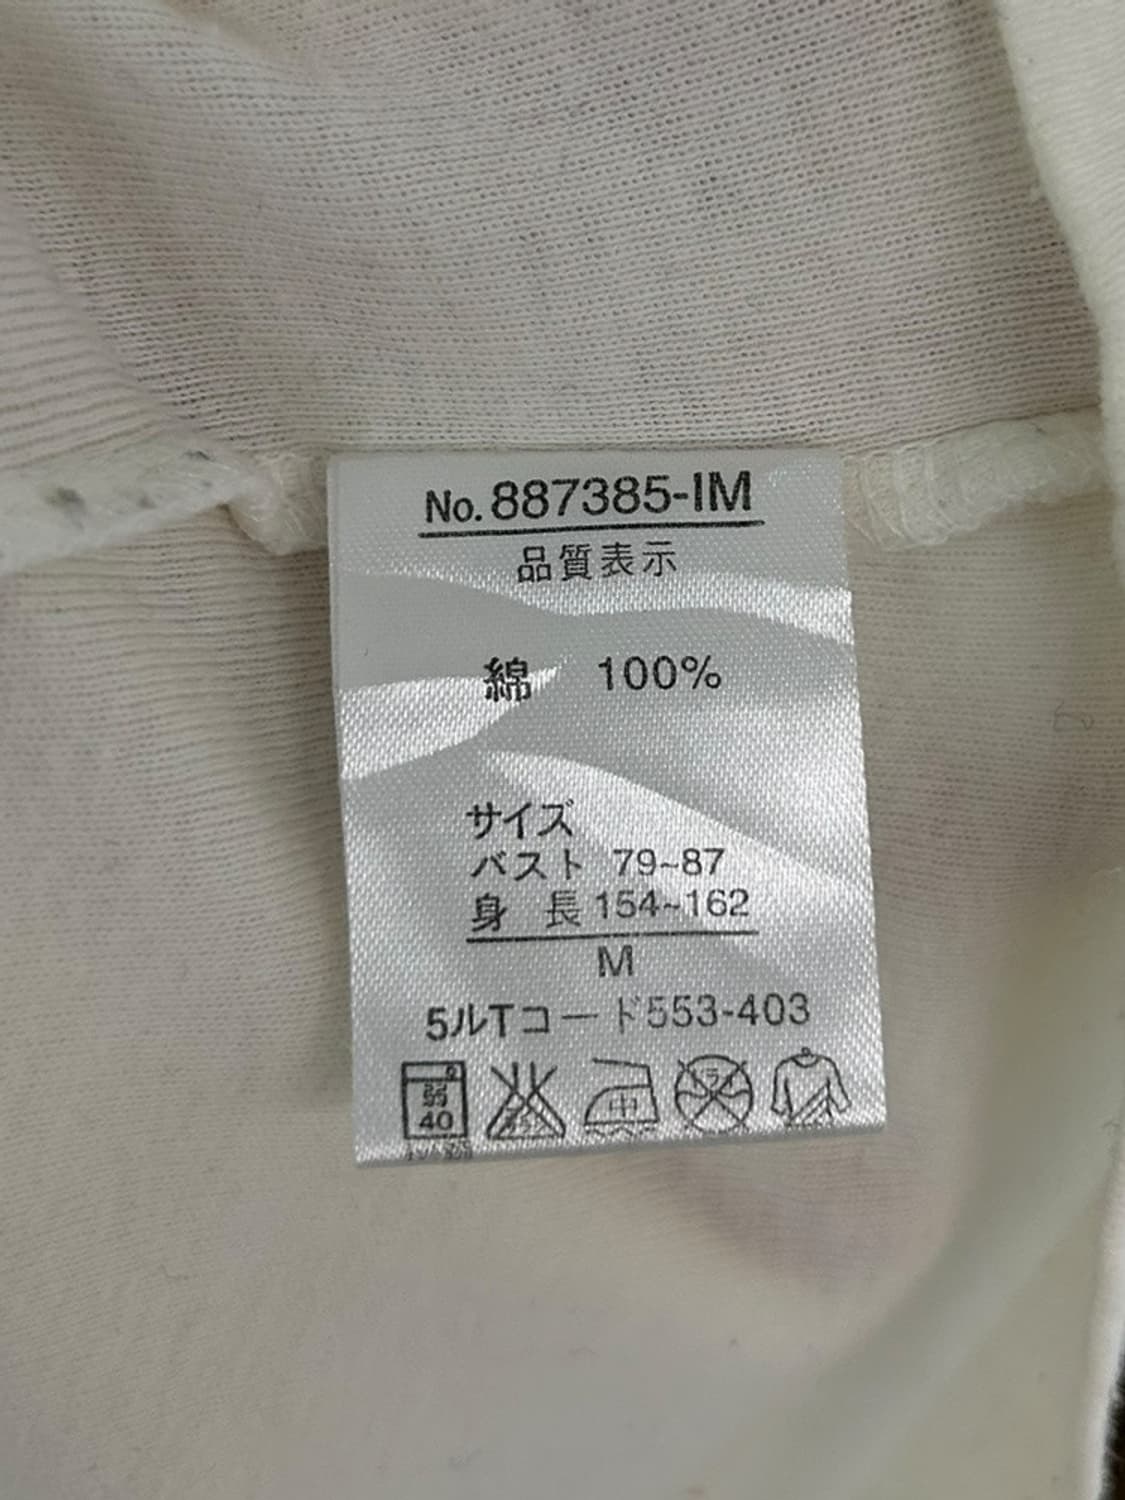 No.887385-IM
品質表示
綿 100%
サイズ
バスト 79~87
身 長 154~162
M
5ルTコード553-403
弱 40 中